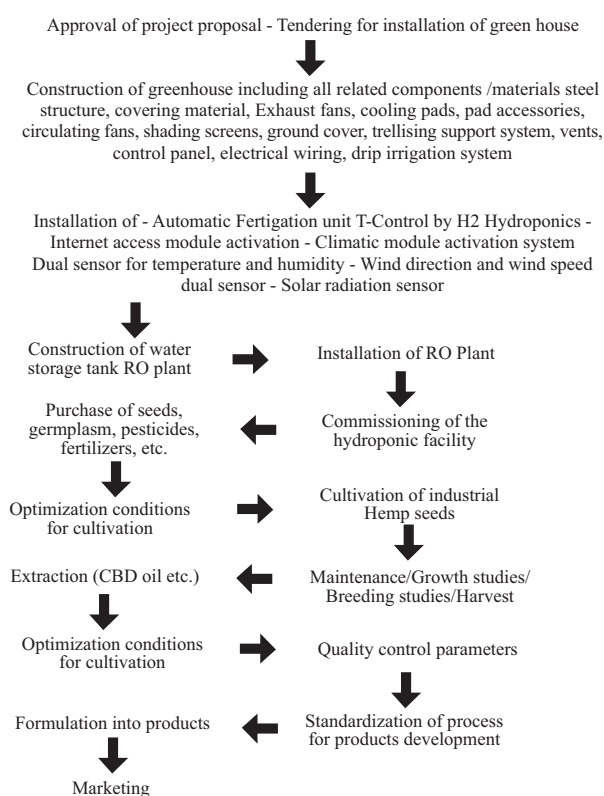 Approval of project proposal - Tendering for installation of green house
Construction of greenhouse including all related components /materials steel
structure, covering material, Exhaust fans, cooling pads, pad accessories,
circulating fans, shading screens, ground cover, trellising support system, vents,
control panel, electrical wiring, drip irrigation system
Installation of - Automatic Fertigation unit T-Control by H2 Hydroponics -
Internet access module activation - Climatic module activation system
Dual sensor for temperature and humidity - Wind direction and wind speed
dual sensor - Solar radiation sensor
Construction of water
storage tank RO plant
Installation of RO Plant
Commissioning of the
hydroponic facility
Purchase of seeds,
germplasm, pesticides,
fertilizers, etc.
Optimization conditions
for cultivation
Cultivation of industrial
Hemp seeds
Maintenance/Growth studies/
Breeding studies/Harvest
Extraction (CBD oil etc.)
Optimization conditions
for cultivation
Quality control parameters
Standardization of process
for products development
Formulation into products
Marketing